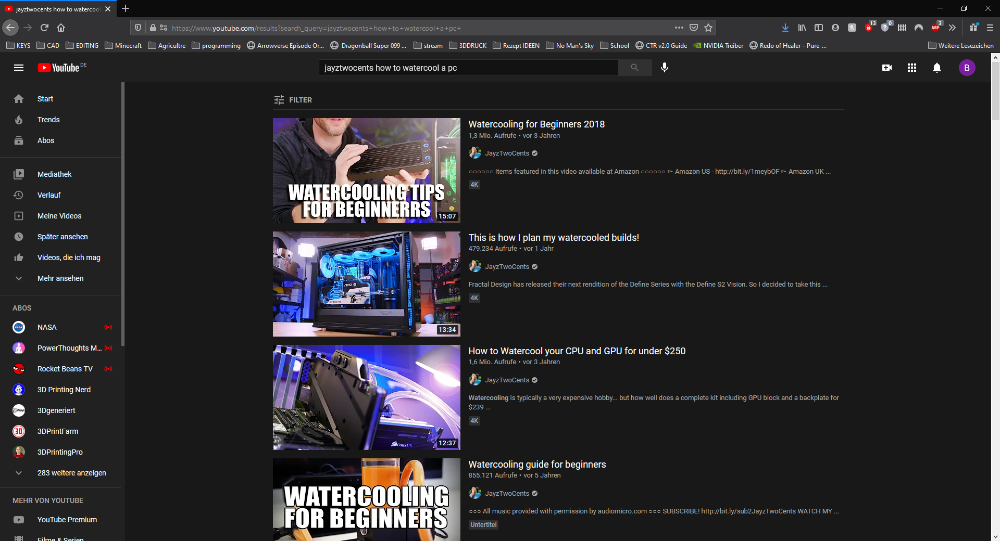 jayztwocents how to watercool
https://www.youtube.com/results?search_query=jayztwocents+how+to+watercool+a+pc+
13
0
ABP
3
KEYS
CAD
EDITING
Minecraft
Agricultre
programming
Arrowverse Episode Or...
Dragonball Super 099 ...
stream
3DDRUCK
Rezept IDEEN
No Man's Sky
School
CTR v2.0 Guide
NVIDIA Treiber
Redo of Healer – Pure-...
Weitere Lesezeichen
YouTube DE
jayztwocents how to watercool a pc
B
Start
Trends
Abos
Mediathek
Verlauf
Meine Videos
Später ansehen
Videos, die ich mag
Mehr ansehen
ABOS
NASA
PowerThoughts M...
Rocket Beans TV
3D Printing Nerd
3Dgeneriert
3DPrintFarm
3DPrintingPro
283 weitere anzeigen
MEHR VON YOUTUBE
YouTube Premium
Filme & Serien
FILTER
WATERCOOLING TIPS
FOR BEGINNERRS
15:07
Watercooling for Beginners 2018
1,3 Mio. Aufrufe • vor 3 Jahren
JayzTwoCents
○○○○○○ Items featured in this video available at Amazon ○○○○○○ ► Amazon US - http://bit.ly/1meybOF ► Amazon UK ...
4K
msi
GEFORCE RTX
13:34
This is how I plan my watercooled builds!
479.234 Aufrufe • vor 1 Jahr
JayzTwoCents
Fractal Design has released their next rendition of the Define Series with the Define S2 Vision. So I decided to take this ...
4K
DOMINATOR
CORSAIR
12:37
How to Watercool your CPU and GPU for under $250
1,6 Mio. Aufrufe • vor 3 Jahren
JayzTwoCents
Watercooling is typically a very expensive hobby... but how well does a complete kit including GPU block and a backplate for
$239 ...
4K
WATERCOOLING
FOR BEGINNERS
Watercooling guide for beginners
855.121 Aufrufe • vor 5 Jahren
JayzTwoCents
○○○ All music provided with permission by audiomicro.com ○○○ SUBSCRIBE! http://bit.ly/sub2JayzTwoCents WATCH MY ...
Untertitel